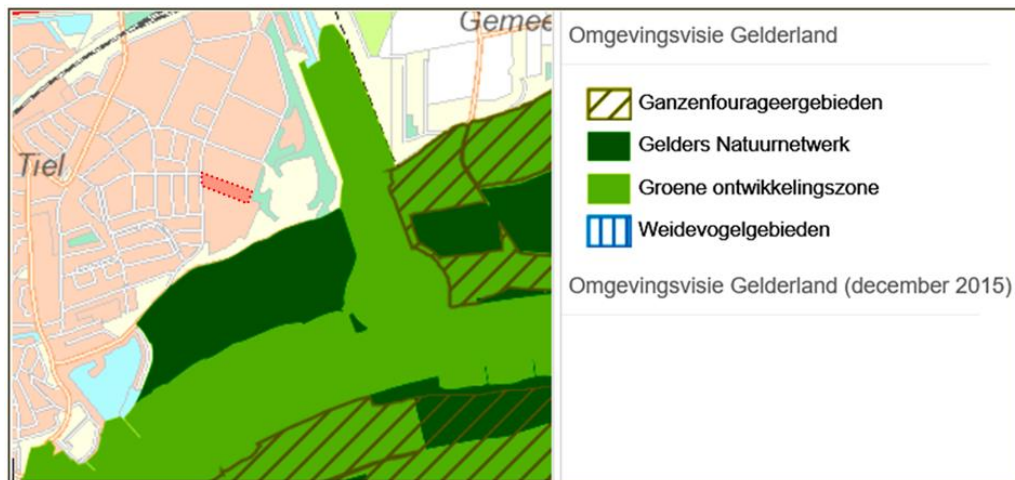 Gemee
Tiel
Omgevingsvisie Gelderland
Ganzenfourageergebieden
Gelders Natuurnetwerk
Groene ontwikkelingszone
Weidevogelgebieden
Omgevingsvisie Gelderland (december 2015)